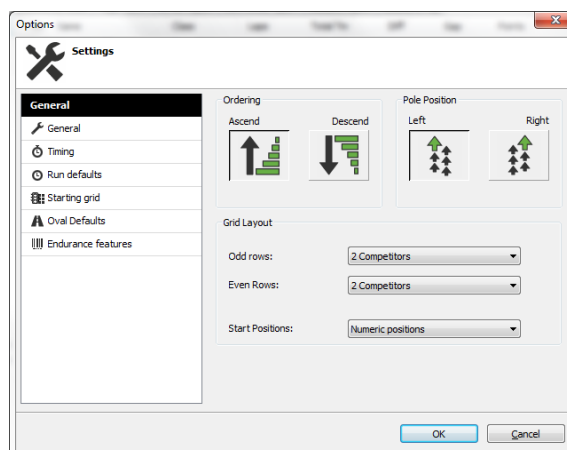 Options
Settings
General
General
Timing
Run defaults
Starting grid
Oval Defaults
Endurance features
Ordering
Ascend
Descend
Pole Position
Left
Right
Grid Layout
Odd rows:
2 Competitors
Even Rows:
2 Competitors
Start Positions:
Numeric positions
OK
Cancel